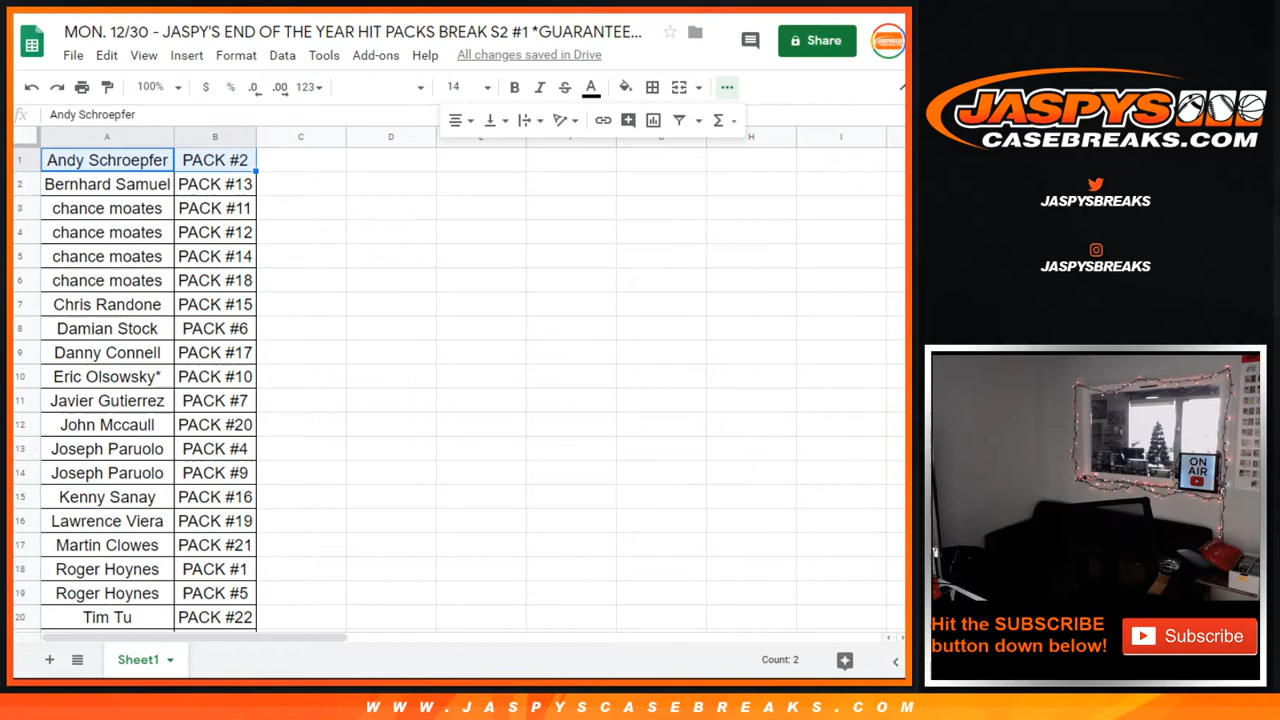 MON. 12/30 - JASPY'S END OF THE YEAR HIT PACKS BREAK S2 #1 *GUARANTEE...
File Edit View Insert Format Data Tools Add-ons Help All changes saved in Drive
Share
100% $ % .0 .00 123 14 B I S A
fx Andy Schroepfer
A B C D E F G H I
1 Andy Schroepfer PACK #2
2 Bernhard Samuel PACK #13
3 chance moates PACK #11
4 chance moates PACK #12
5 chance moates PACK #14
6 chance moates PACK #18
7 Chris Randone PACK #15
8 Damian Stock PACK #6
9 Danny Connell PACK #17
10 Eric Olsowsky* PACK #10
11 Javier Gutierrez PACK #7
12 John Mccaull PACK #20
13 Joseph Paruolo PACK #4
14 Joseph Paruolo PACK #9
15 Kenny Sanay PACK #16
16 Lawrence Viera PACK #19
17 Martin Clowes PACK #21
18 Roger Hoynes PACK #1
19 Roger Hoynes PACK #5
20 Tim Tu PACK #22
Sheet1
Count: 2
JASPYS
CASEBREAKS.COM
JASPYSBREAKS
JASPYSBREAKS
ON
AIR
Hit the SUBSCRIBE
button down below!
Subscribe
WWW.JASPYSCASEBREAKS.COM